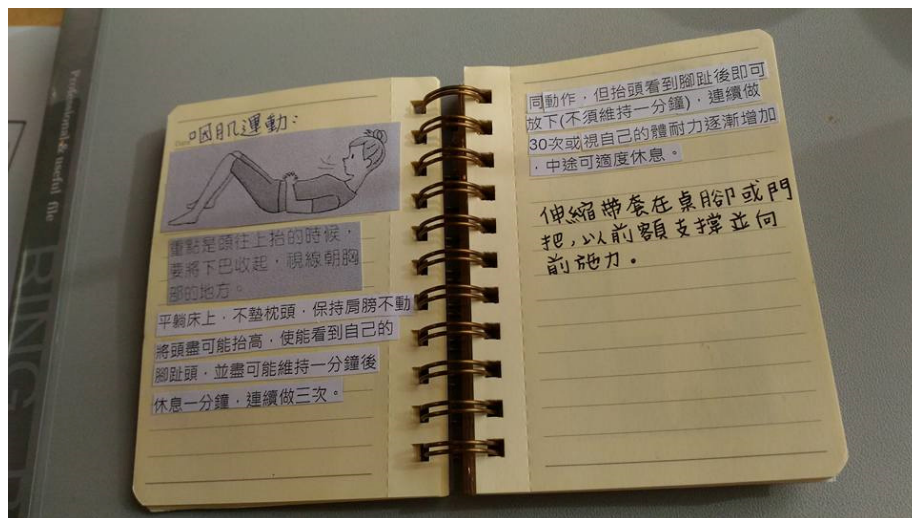 Professional & useful file
RING
咽肌運動：
重點是頭往上抬的時候，
要將下巴收起，視線朝胸
部的地方。
平躺床上，不墊枕頭，保持肩膀不動
將頭盡可能抬高，使能看到自己的
腳趾頭，並盡可能維持一分鐘後
休息一分鐘，連續做三次。
同動作，但抬頭看到腳趾後即可
放下(不須維持一分鐘)，連續做
30次或視自己的體耐力逐漸增加
，中途可適度休息。
伸縮帶套在桌腳或門
把，以前額支撐並向
前施力。